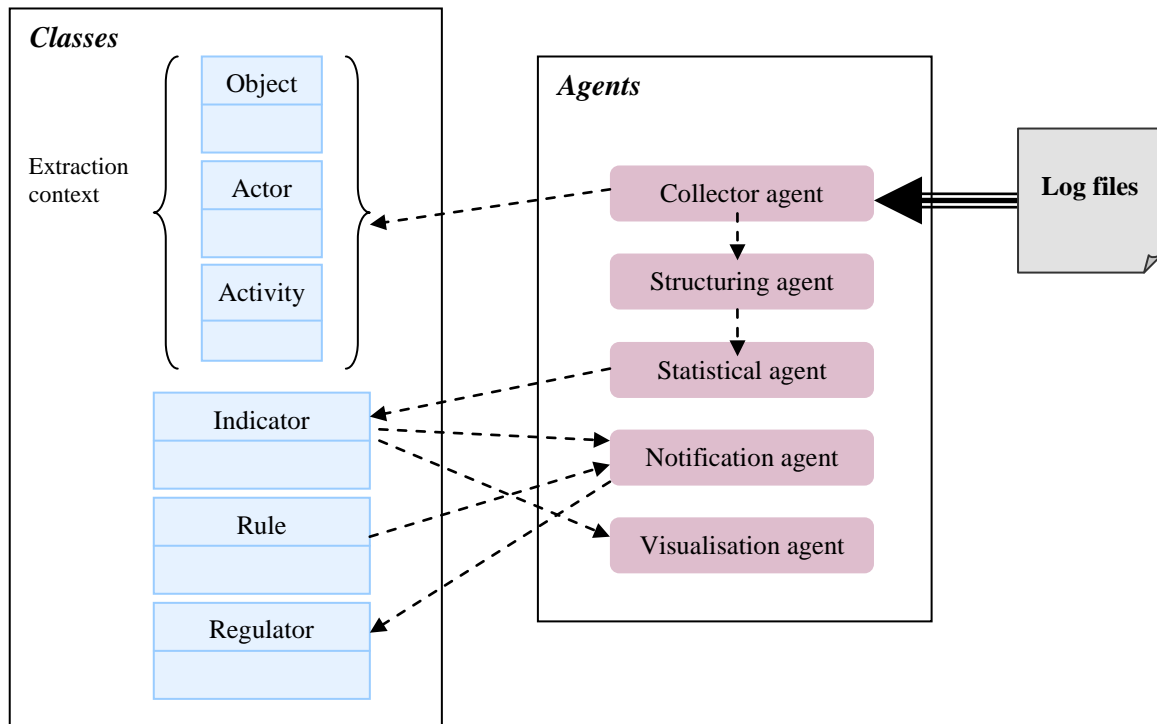 Classes
Object
Extraction
context
Actor
Activity
Indicator
Rule
Regulator
Agents
Collector agent
Structuring agent
Statistical agent
Notification agent
Visualisation agent
Log files